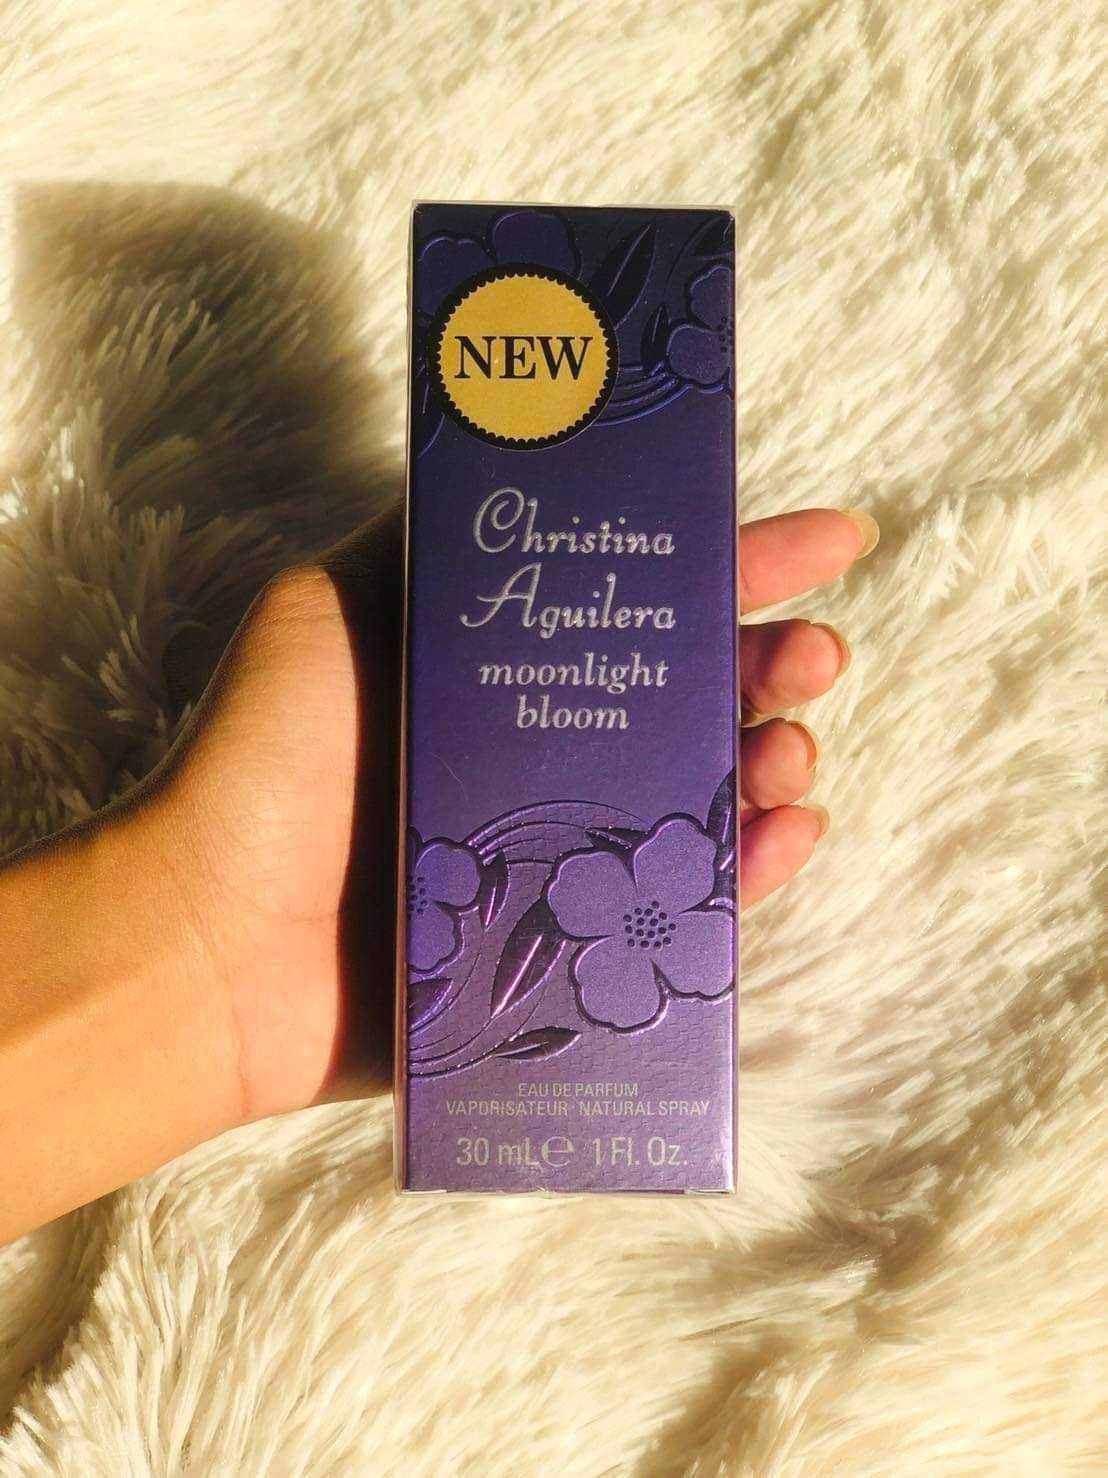 NEW
Christina
Aguilera
moonlight
bloom
EAU DE PARFUM
VAPORISATEUR · NATURAL SPRAY
30 mL℮ 1 Fl. Oz.